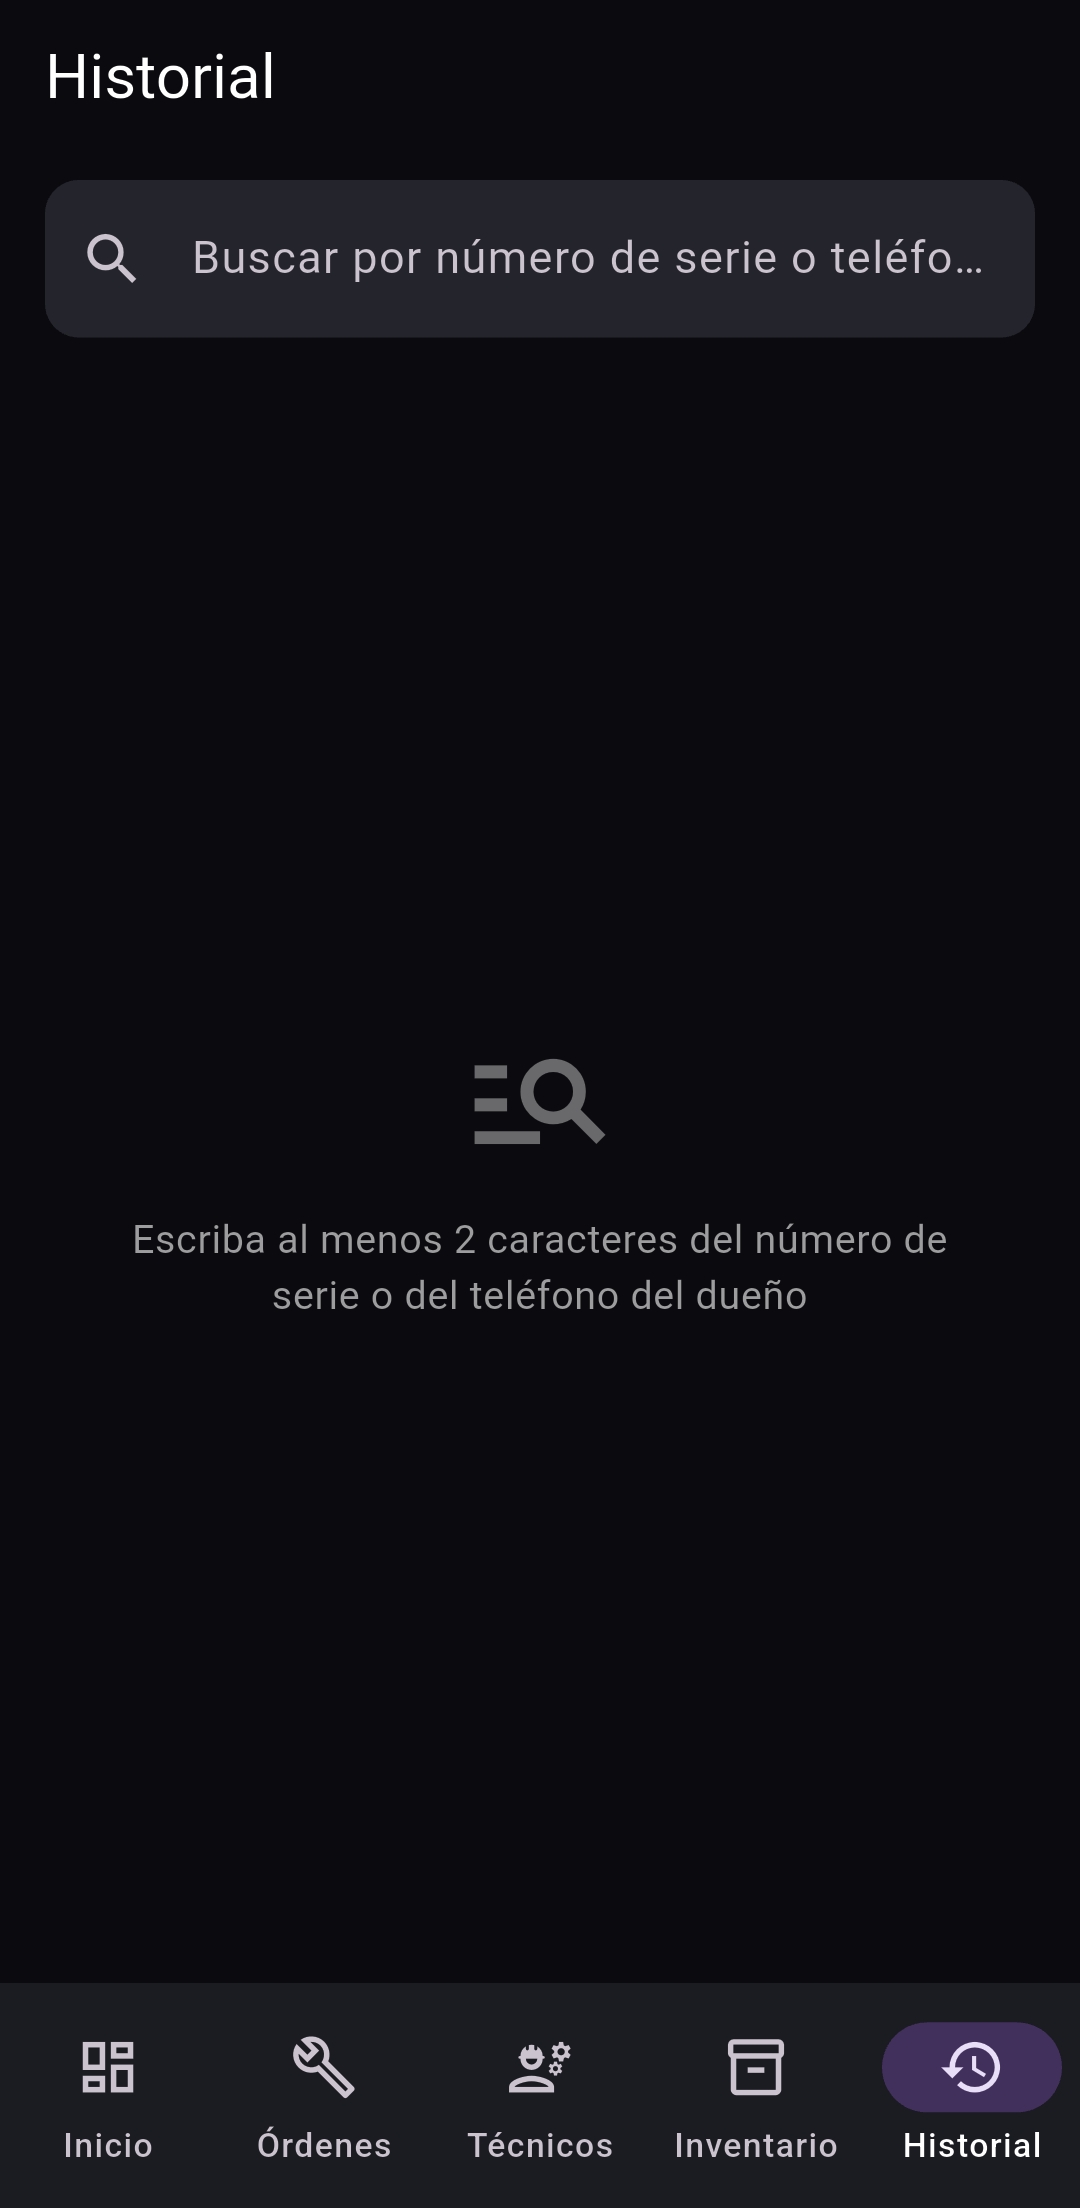 Historial
Buscar por número de serie o teléfo...
Escriba al menos 2 caracteres del número de
serie o del teléfono del dueño
Inicio
Órdenes
Técnicos
Inventario
Historial